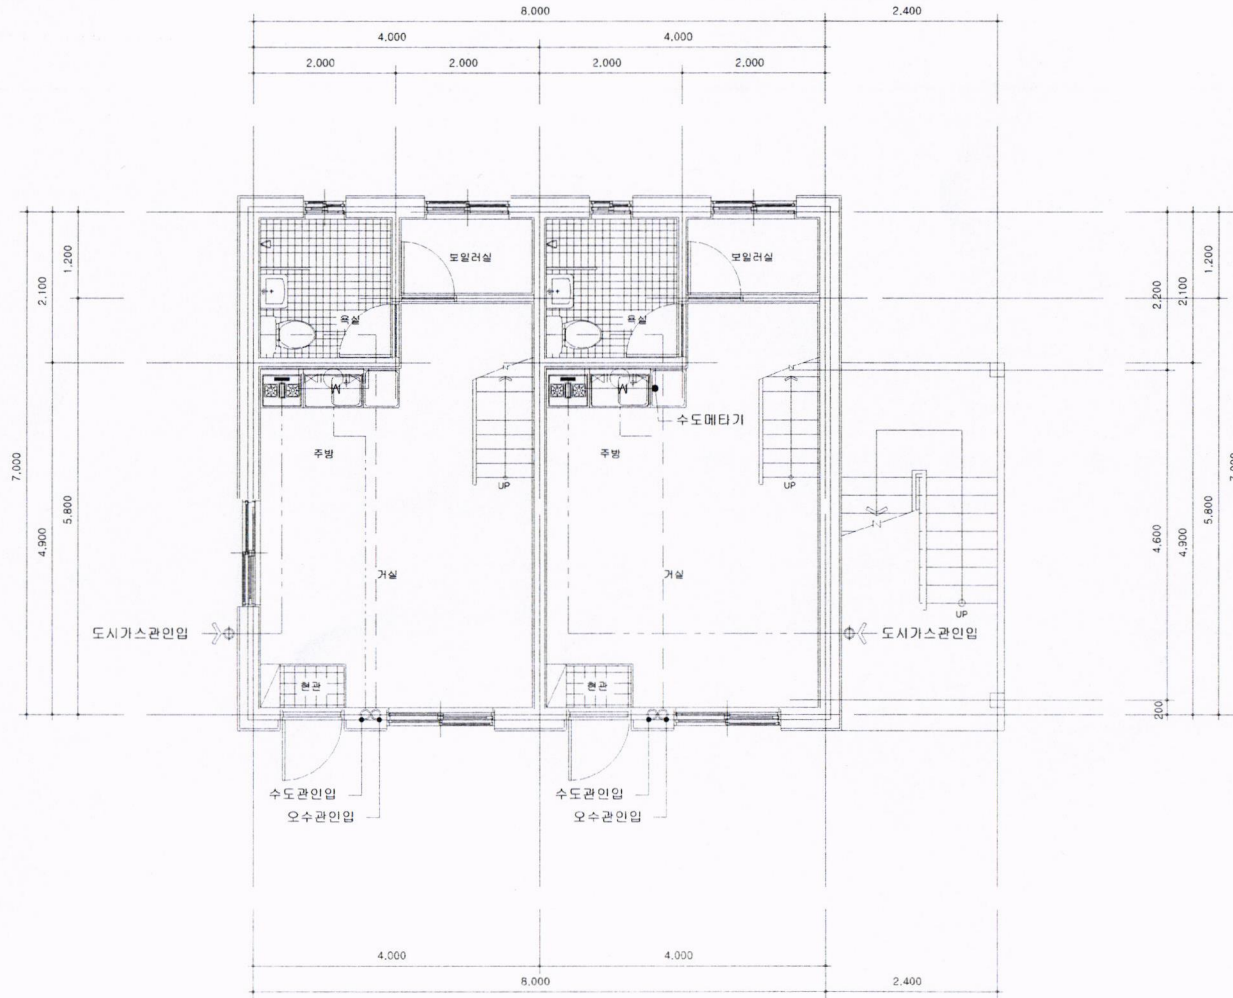 8,000
2,400
4,000
4,000
2,000
2,000
2,000
2,000
보일러실
보일러실
욕실
욕실
1,200
2,100
7,000
5,800
4,900
1,200
2,100
2,200
5,800
4,900
4,600
200
M
M
수도메타기
주방
주방
UP
UP
UP
거실
거실
도시가스관인입
도시가스관인입
현관
현관
수도관인입
수도관인입
오수관인입
오수관인입
4,000
4,000
8,000
2,400